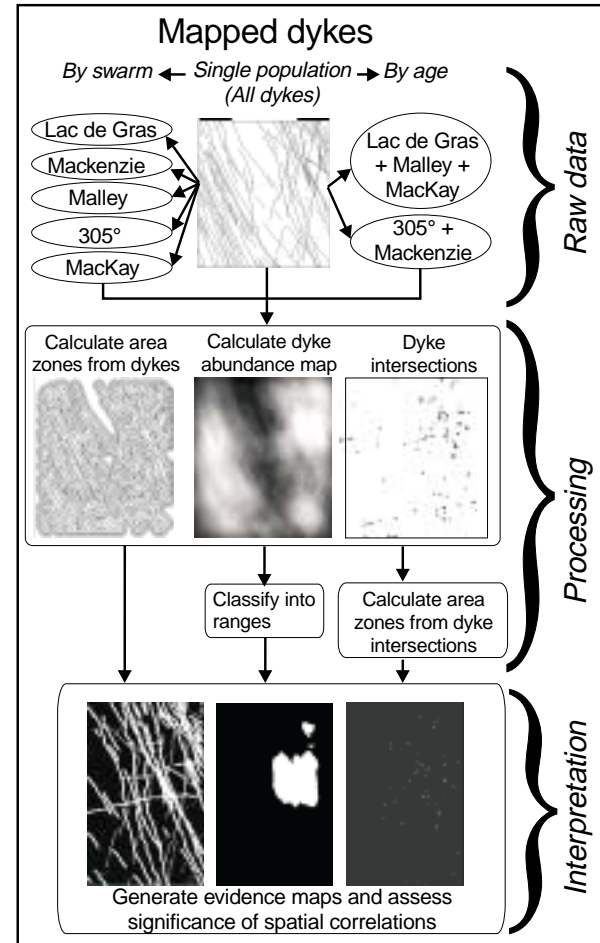 Mapped dykes
By swarm Single population By age
(All dykes)
Lac de Gras
Mackenzie
Malley
305°
MacKay
Lac de Gras
+ Malley +
MacKay
305° +
Mackenzie
Raw data
Calculate area
zones from dykes
Calculate dyke
abundance map
Dyke
intersections
Classify into
ranges
Calculate area
zones from dyke
intersections
Processing
Generate evidence maps and assess
significance of spatial correlations
Interpretation